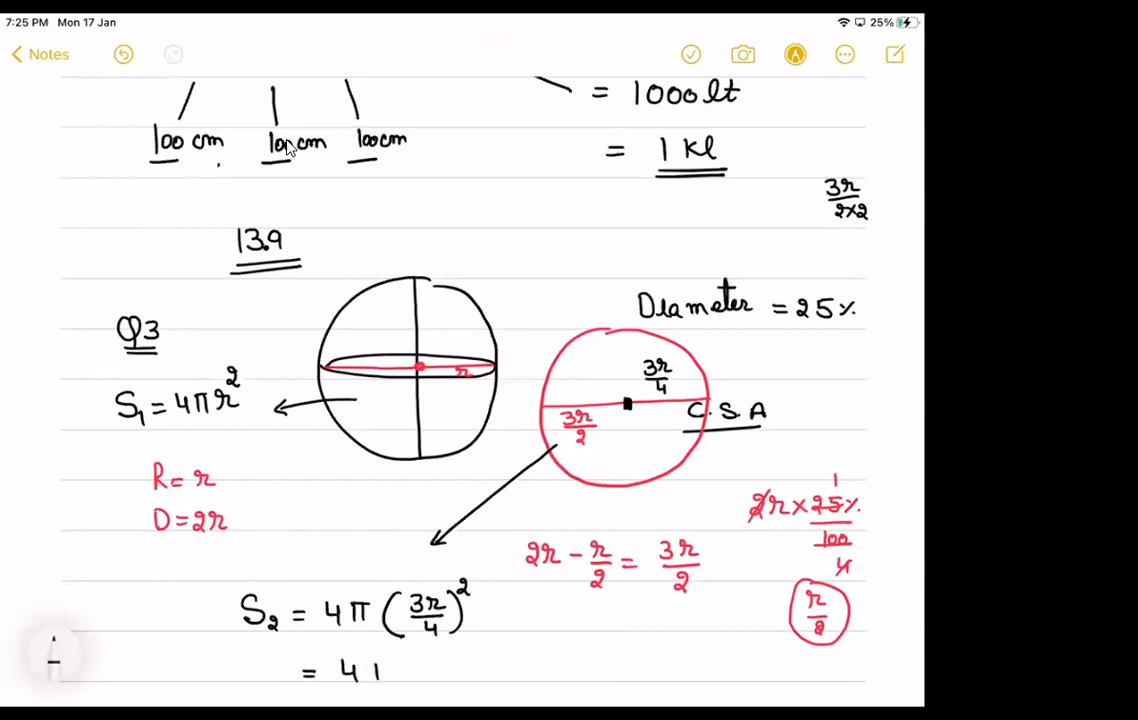 7:25 PM Mon 17 Jan 25%
Notes
= 1000 lt
100 cm 100 cm 100 cm
= 1 Kl
3r/2×2
13.9
Diameter = 25%
Q3
3r/4
r
S₁ = 4πr²
C.S.A
3r/2
R = r
1
2r × 25%/100
D = 2r
4
2r - r/2 = 3r/2
r/2
S₂ = 4π (3r/4)²
= 4